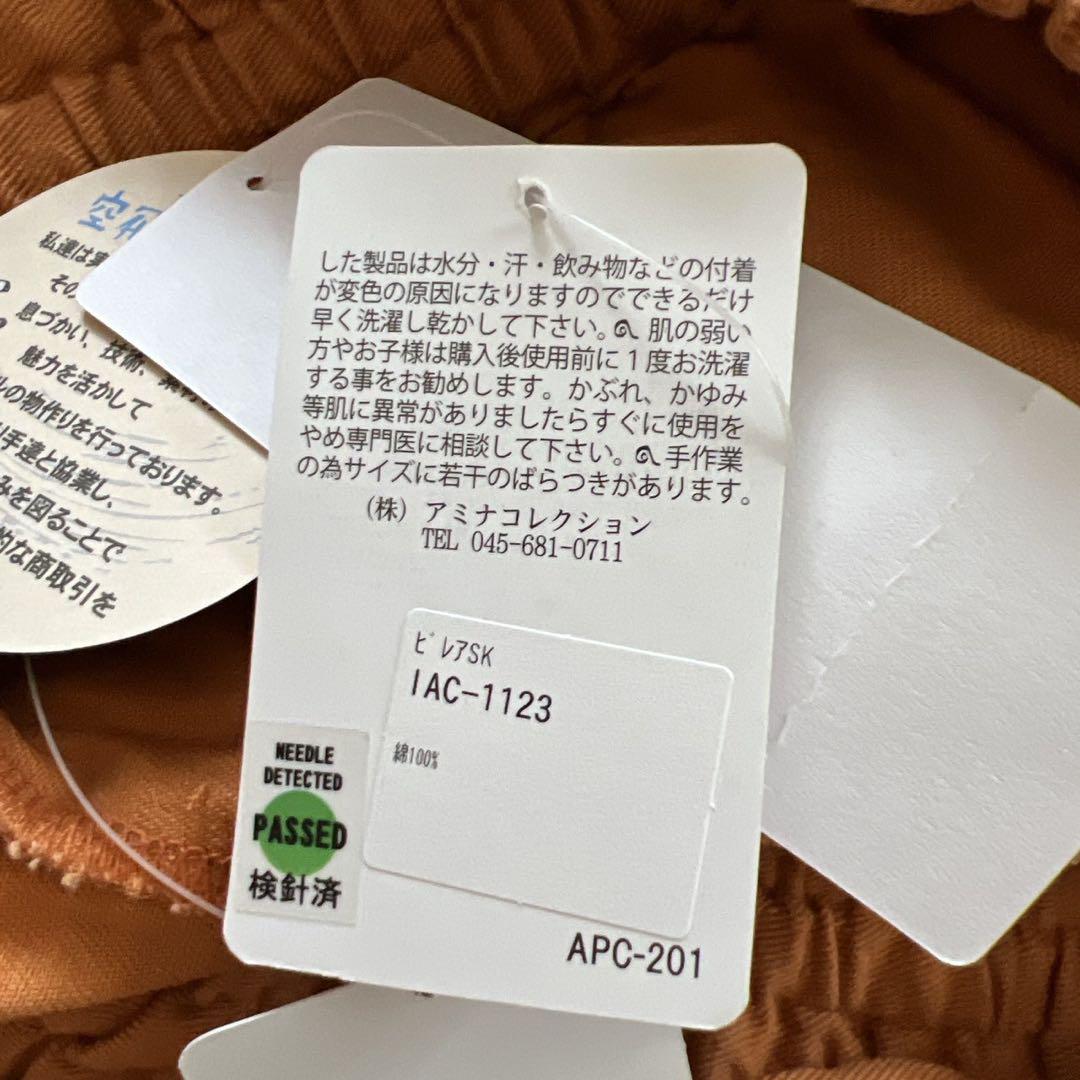 した製品は水分・汗・飲み物などの付着
が変色の原因になりますのでできるだけ
早く洗濯し乾かして下さい。 肌の弱い
方やお子様は購入後使用前に1度お洗濯
する事をお勧めします。かぶれ、かゆみ
等肌に異常がありましたらすぐに使用を
やめ専門医に相談して下さい。 手作業
の為サイズに若干のばらつきがあります。
(株) アミナコレクション
TEL 045-681-0711
ピレアSK
IAC-1123
綿100%
NEEDLE
DETECTED
PASSED
検針済
APC-201
空
私達は
その
息づかい、技術、素材
魅力を活かして
ルの物作りを行っております。
手達と協業し、
みを図ることで
的な商取引を